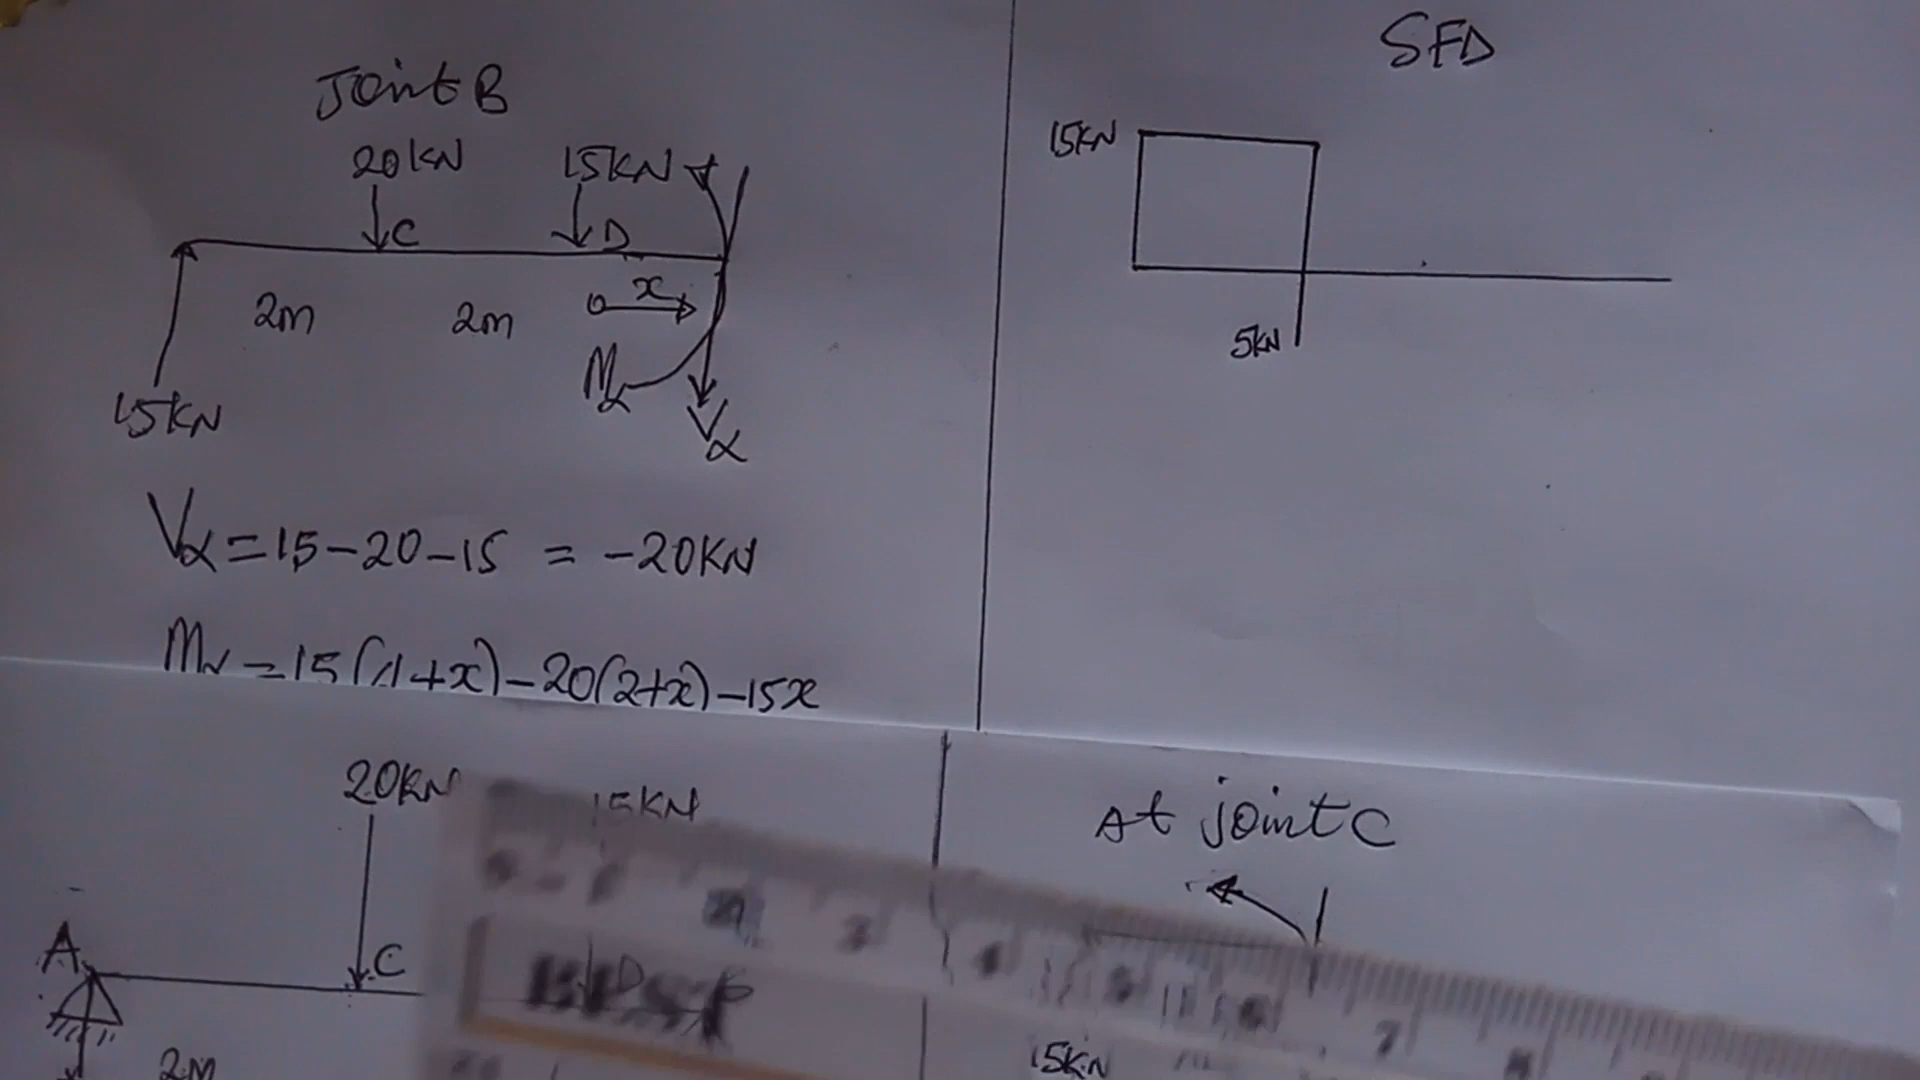 Joint B
20KN 15KN
C D
x
2m 2m
Mx
15KN
Vx
Vx = 15-20-15 = -20KN
Mx = 15(4+x)-20(2+x)-15x
SFD
15KN
5KN
20KN 15KN
A C D B
2M
At joint C
15KN